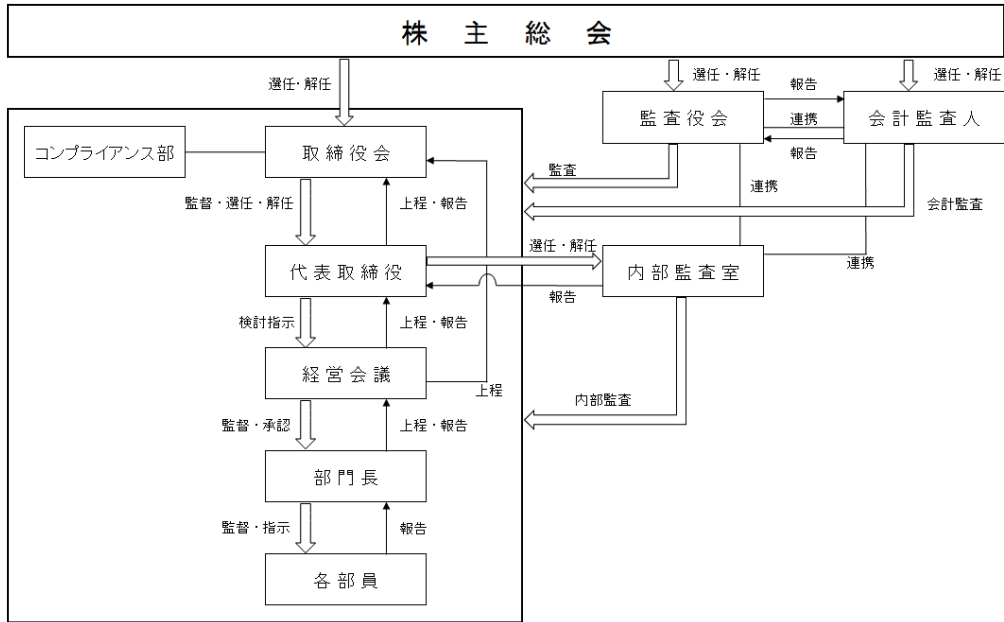 株主総会
選任・解任
選任・解任
選任・解任
報告
監査役会
連携
会計監査人
報告
コンプライアンス部
取締役会
監査
監督・選任・解任
上程・報告
連携
会計監査
選任・解任
代表取締役
内部監査室
連携
報告
検討指示
上程・報告
経営会議
上程
内部監査
監督・承認
上程・報告
部門長
監督・指示
報告
各部員